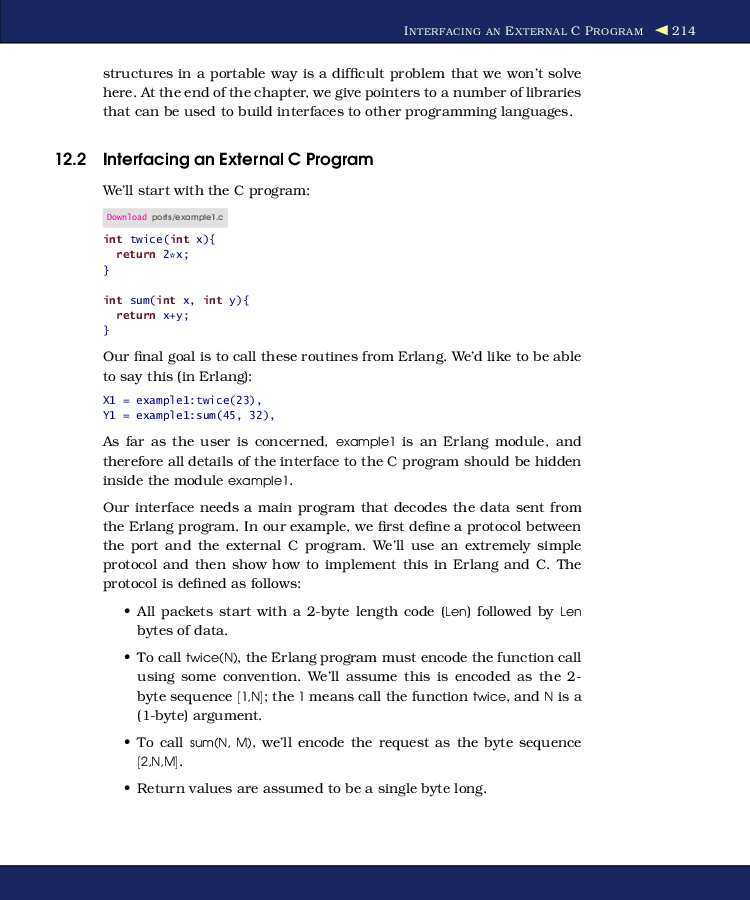 INTERFACING AN EXTERNAL C PROGRAM ◀ 214
structures in a portable way is a difficult problem that we won't solve
here. At the end of the chapter, we give pointers to a number of libraries
that can be used to build interfaces to other programming languages.
12.2 Interfacing an External C Program
We'll start with the C program:
Download ports/example1.c
int twice(int x){
  return 2*x;
}
int sum(int x, int y){
  return x+y;
}
Our final goal is to call these routines from Erlang. We'd like to be able
to say this (in Erlang):
X1 = example1:twice(23),
Y1 = example1:sum(45, 32),
As far as the user is concerned, example1 is an Erlang module, and
therefore all details of the interface to the C program should be hidden
inside the module example1.
Our interface needs a main program that decodes the data sent from
the Erlang program. In our example, we first define a protocol between
the port and the external C program. We'll use an extremely simple
protocol and then show how to implement this in Erlang and C. The
protocol is defined as follows:
• All packets start with a 2-byte length code (Len) followed by Len
bytes of data.
• To call twice(N), the Erlang program must encode the function call
using some convention. We'll assume this is encoded as the 2-
byte sequence [1,N]; the 1 means call the function twice, and N is a
(1-byte) argument.
• To call sum(N, M), we'll encode the request as the byte sequence
[2,N,M].
• Return values are assumed to be a single byte long.